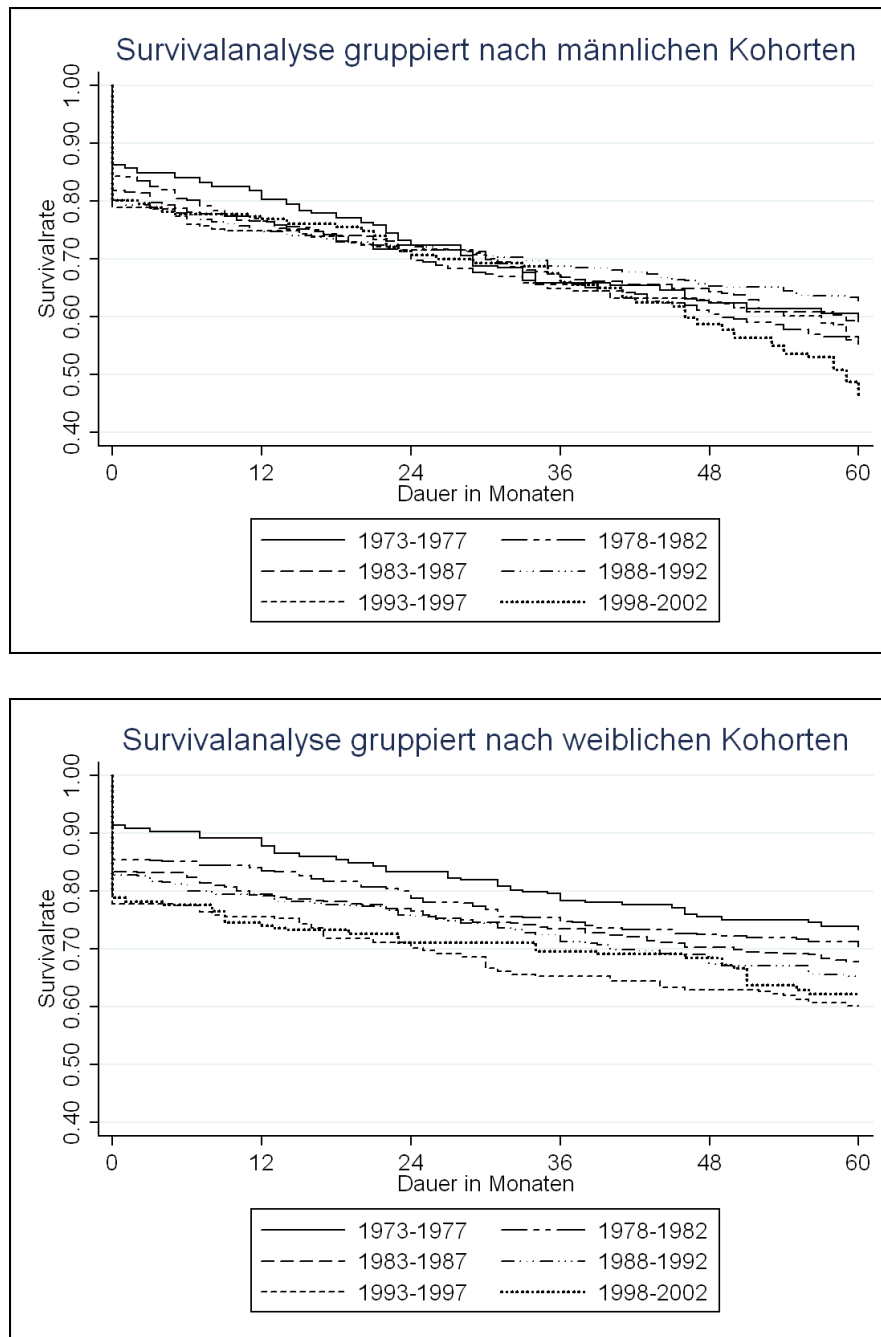 Survivalanalyse gruppiert nach männlichen Kohorten
1.00
0.90
0.80
0.70
0.60
0.50
0.40
Survivalrate
0 12 24 36 48 60
Dauer in Monaten
1973-1977 1978-1982
1983-1987 1988-1992
1993-1997 1998-2002
Survivalanalyse gruppiert nach weiblichen Kohorten
1.00
0.90
0.80
0.70
0.60
0.50
0.40
Survivalrate
0 12 24 36 48 60
Dauer in Monaten
1973-1977 1978-1982
1983-1987 1988-1992
1993-1997 1998-2002